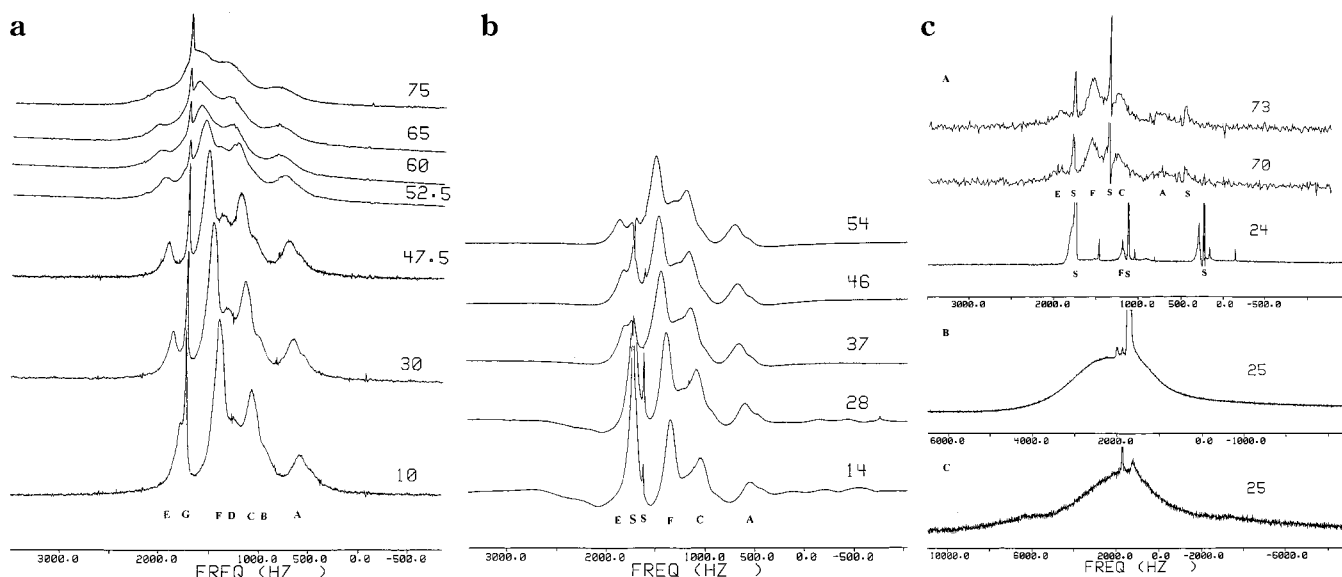 a
75
65
60
52.5
47.5
30
10
E G F D C B A
3000.0 2000.0 1000.0 0.0 -500.0
FREQ (HZ )
b
54
46
37
28
14
E S S F C A
3000.0 2000.0 1000.0 500.0 0.0
FREQ (HZ )
c
A
73
70
E S F S C A S
24
S F S S
3000.0 2000.0 1000.0 500.0 0.0 -500.0
B
25
6000.0 4000.0 2000.0 0.0 -1000.0
C
25
10000.0 6000.0 2000.0 0.0 -2000.0 -6000.0
FREQ (HZ )